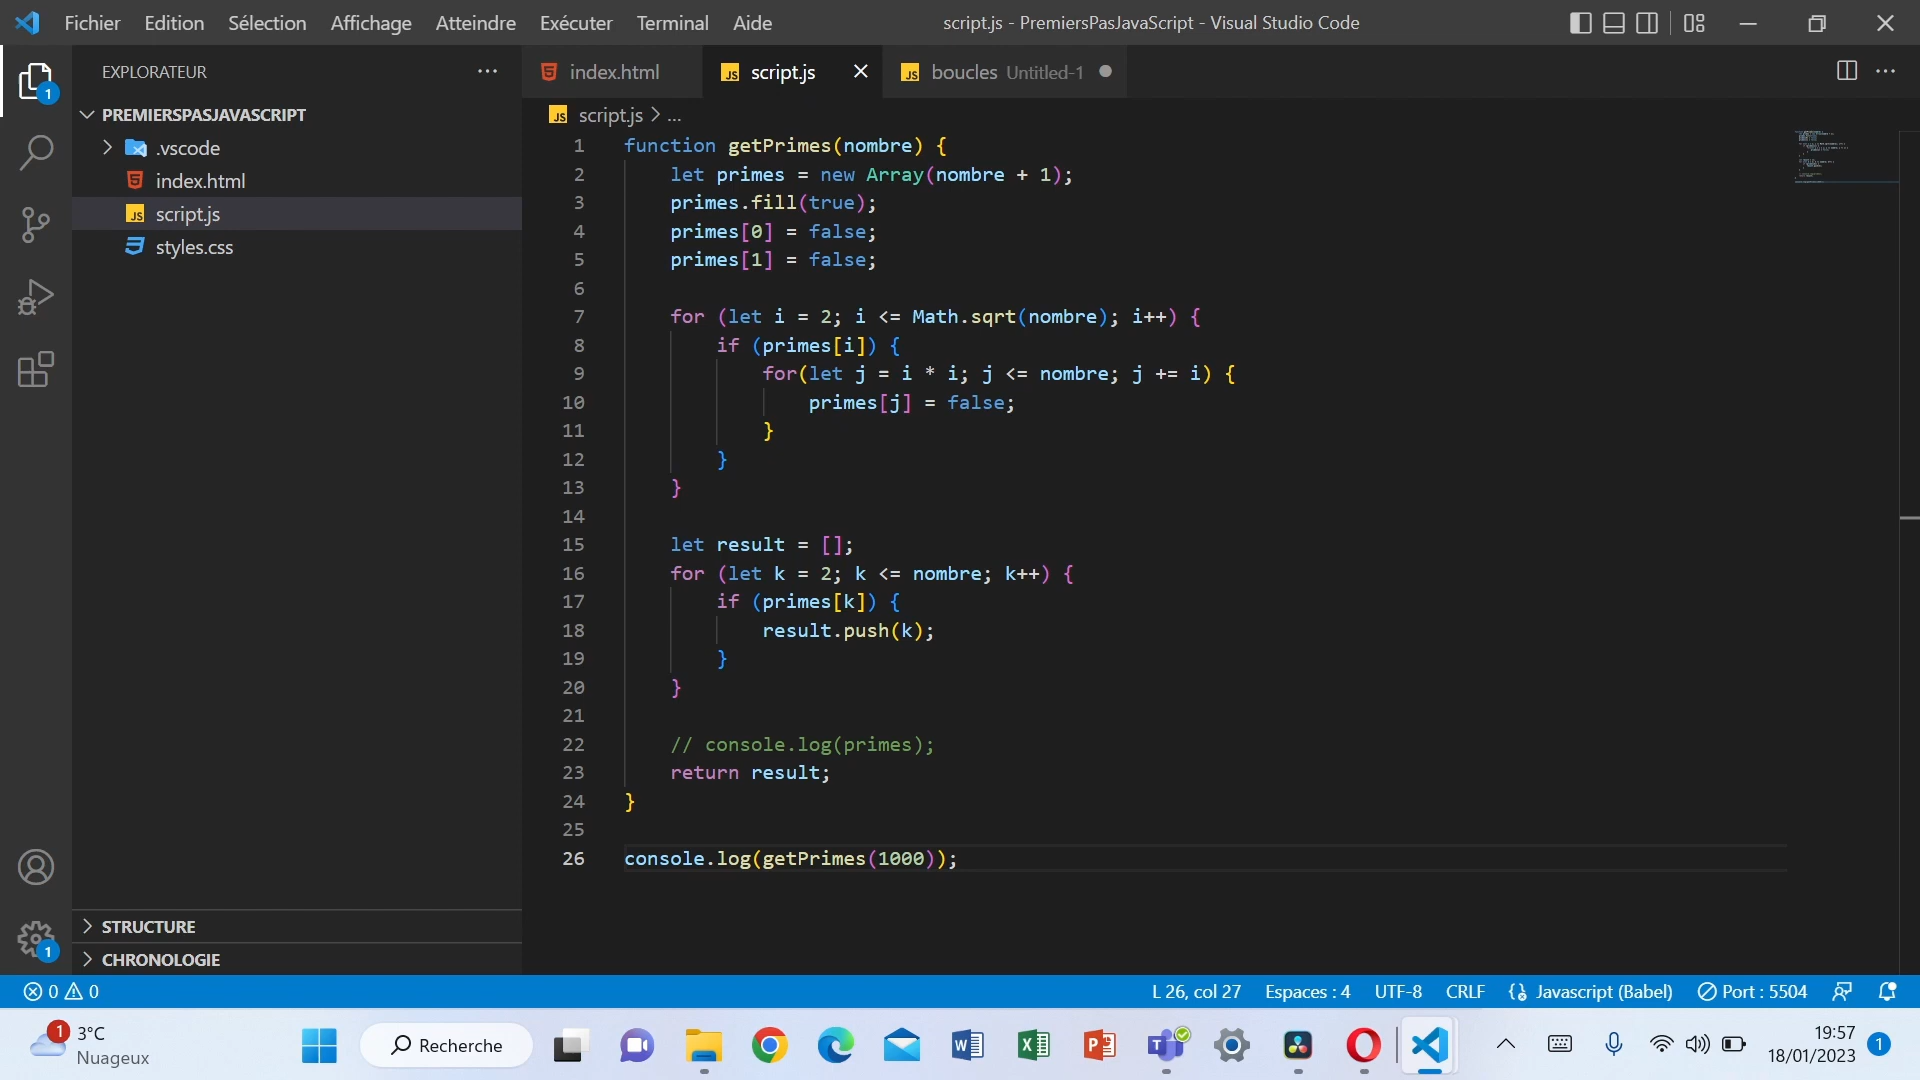 Fichier Edition Sélection Affichage Atteindre Exécuter Terminal Aide script.js - PremiersPasJavaScript - Visual Studio Code
EXPLORATEUR
PREMIERSPASJAVASCRIPT
.vscode
index.html
script.js
styles.css
STRUCTURE
CHRONOLOGIE
1
1
index.html script.js boucles Untitled-1
script.js > ...
1 function getPrimes(nombre) {
2 let primes = new Array(nombre + 1);
3 primes.fill(true);
4 primes[0] = false;
5 primes[1] = false;
6
7 for (let i = 2; i <= Math.sqrt(nombre); i++) {
8 if (primes[i]) {
9 for(let j = i * i; j <= nombre; j += i) {
10 primes[j] = false;
11 }
12 }
13 }
14
15 let result = [];
16 for (let k = 2; k <= nombre; k++) {
17 if (primes[k]) {
18 result.push(k);
19 }
20 }
21
22 // console.log(primes);
23 return result;
24 }
25
26 console.log(getPrimes(1000));
0 0 L 26, col 27 Espaces : 4 UTF-8 CRLF Javascript (Babel) Port : 5504
1 3°C
Nuageux
Recherche
19:57
18/01/2023
1